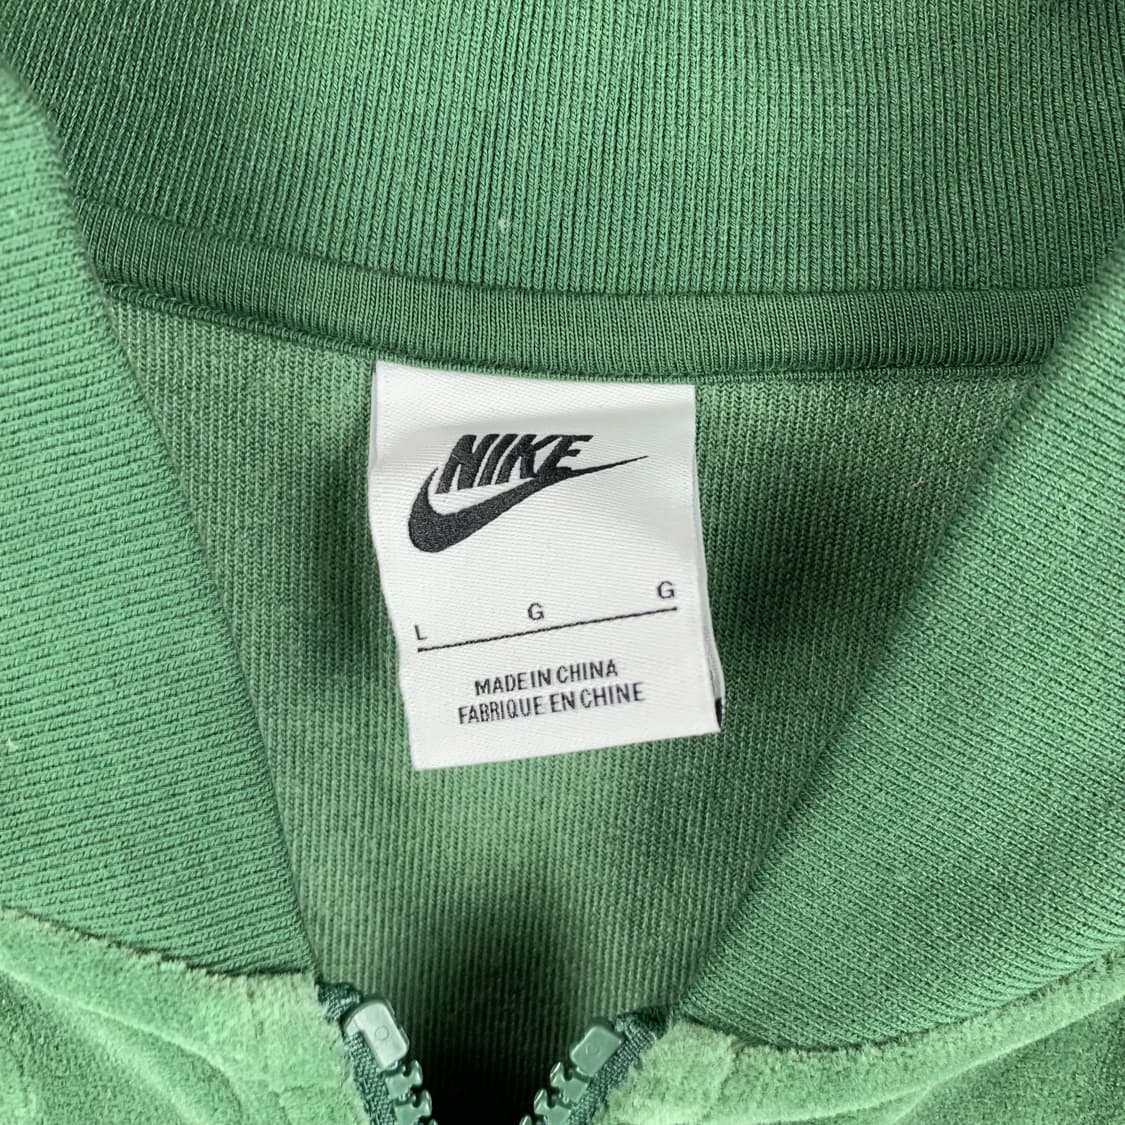 NIKE
L G G
MADE IN CHINA
FABRIQUE EN CHINE